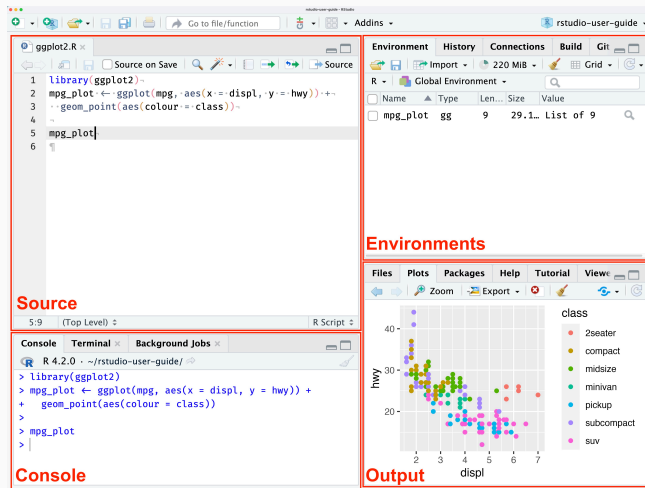 rstudio-user-guide - RStudio
Go to file/function
Addins
rstudio-user-guide
ggplot2.R
Source on Save
Source
1 library(ggplot2)¬
2 mpg_plot ← ggplot(mpg, aes(x = displ, y = hwy)) +¬
3 geom_point(aes(colour = class))¬
4 ¬
5 mpg_plot¬
6 ¶
Source
5:9 (Top Level) R Script
Console Terminal Background Jobs
R 4.2.0 · ~/rstudio-user-guide/
> library(ggplot2)
> mpg_plot ← ggplot(mpg, aes(x = displ, y = hwy)) +
+ geom_point(aes(colour = class))
>
> mpg_plot
>
Console
Environment History Connections Build Git
Import 220 MiB Grid
R Global Environment
Name Type Len... Size Value
mpg_plot gg 9 29.1… List of 9
Environments
Files Plots Packages Help Tutorial Viewe
Zoom Export
class
2seater
compact
midsize
minivan
pickup
subcompact
suv
40
30
20
hwy
2 3 4 5 6 7
displ
Output